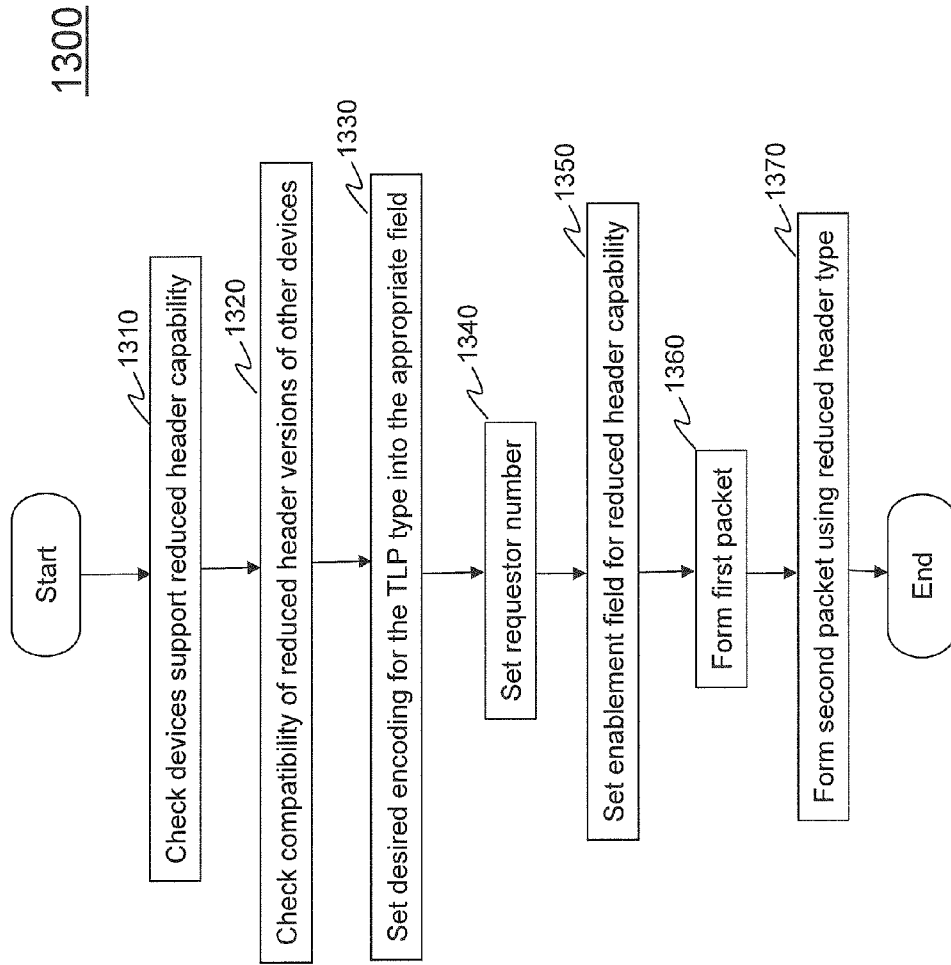 1300
Start
1310
Check devices support reduced header capability
1320
Check compatibility of reduced header versions of other devices
1330
Set desired encoding for the TLP type into the appropriate field
1340
Set requestor number
1350
Set enablement field for reduced header capability
1360
Form first packet
1370
Form second packet using reduced header type
End